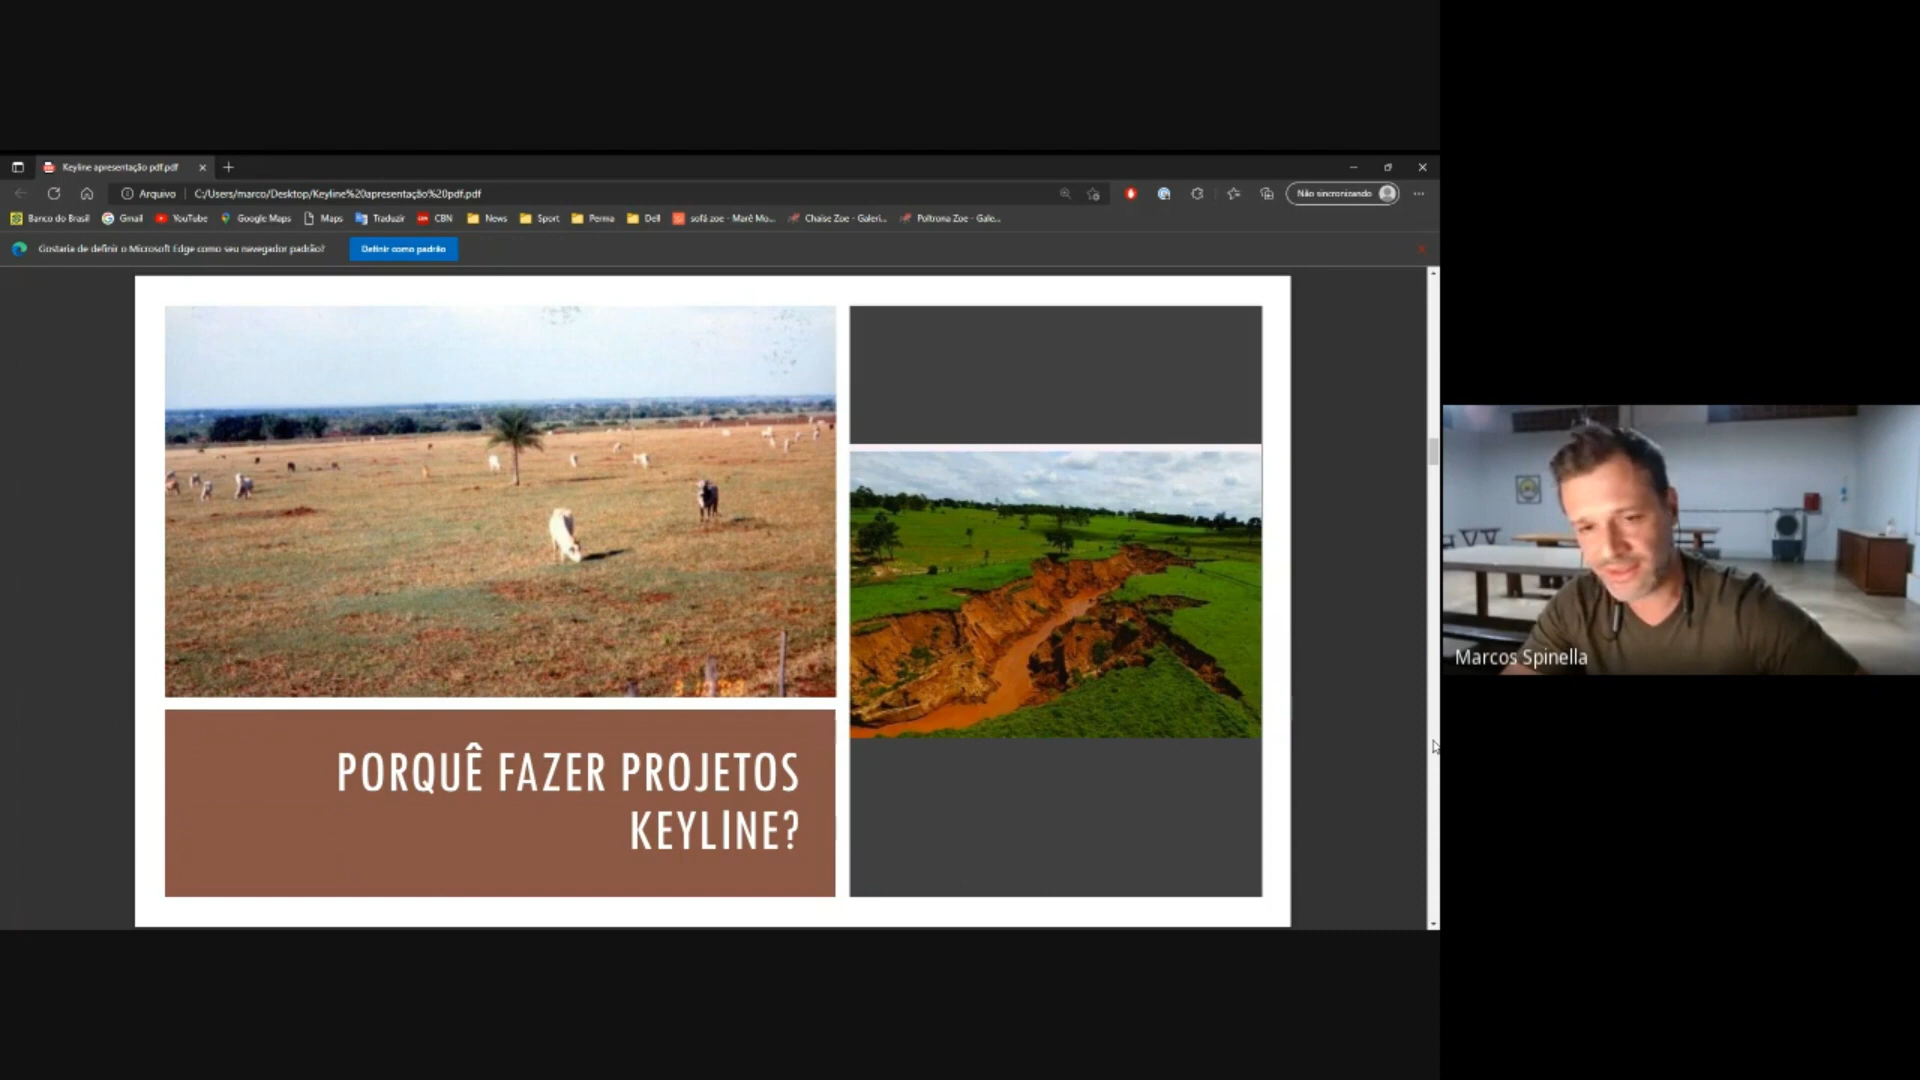 Keyline apresentação pdf.pdf
Arquivo
C:/Users/marco/Desktop/Keyline%20apresentação%20pdf.pdf
Não sincronizando
Banco do Brasil
Gmail
YouTube
Google Maps
Maps
Traduzir
CBN
News
Sport
Perma
Dell
sofá zoe - Marê Mo...
Chaise Zoe - Galeri...
Poltrona Zoe - Gale...
Gostaria de definir o Microsoft Edge como seu navegador padrão?
Definir como padrão
PORQUÊ FAZER PROJETOS
KEYLINE?
Marcos Spinella